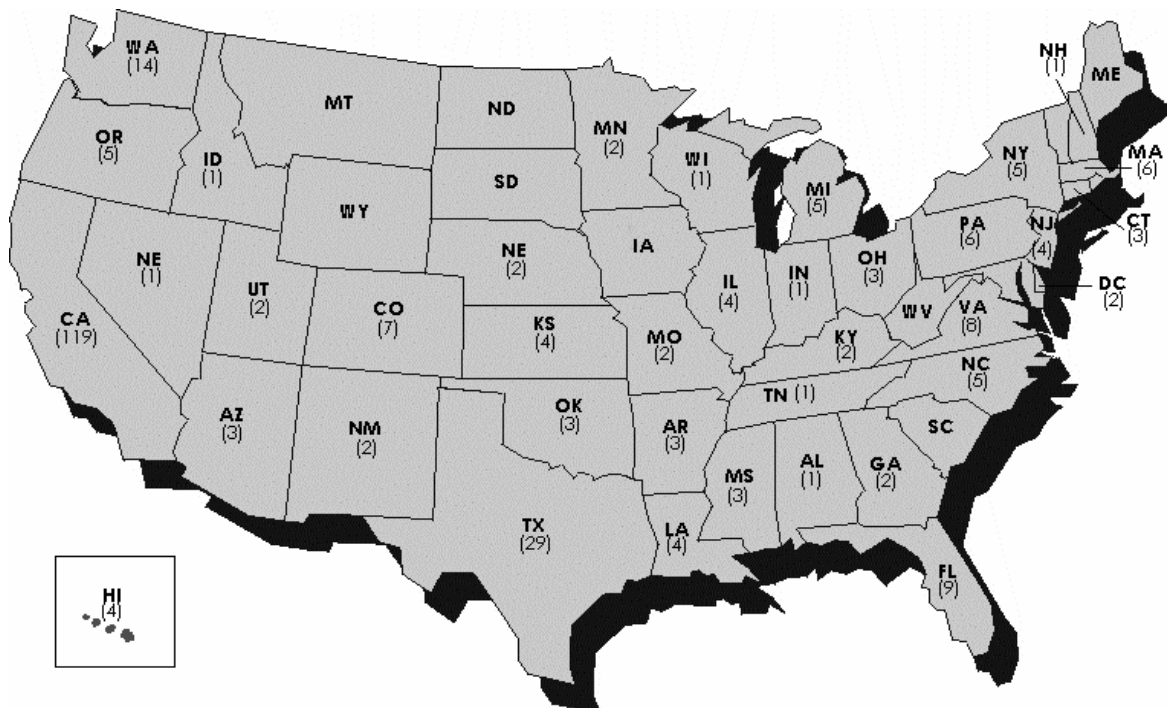 WA
(14)
MT
ND
MN
(2)
NH
(1)
ME
OR
(5)
ID
(1)
SD
WI
(1)
MI
(5)
NY
(5)
MA
(6)
WY
NE
(1)
NE
(2)
IA
PA
(6)
NJ
(4)
CT
(3)
UT
(2)
CO
(7)
IL
(4)
IN
(1)
OH
(3)
DC
(2)
CA
(119)
KS
(4)
MO
(2)
KY
(2)
WV
VA
(8)
TN (1)
NC
(5)
AZ
(3)
NM
(2)
OK
(3)
AR
(3)
SC
MS
(3)
AL
(1)
GA
(2)
TX
(29)
LA
(4)
FL
(9)
HI
(4)